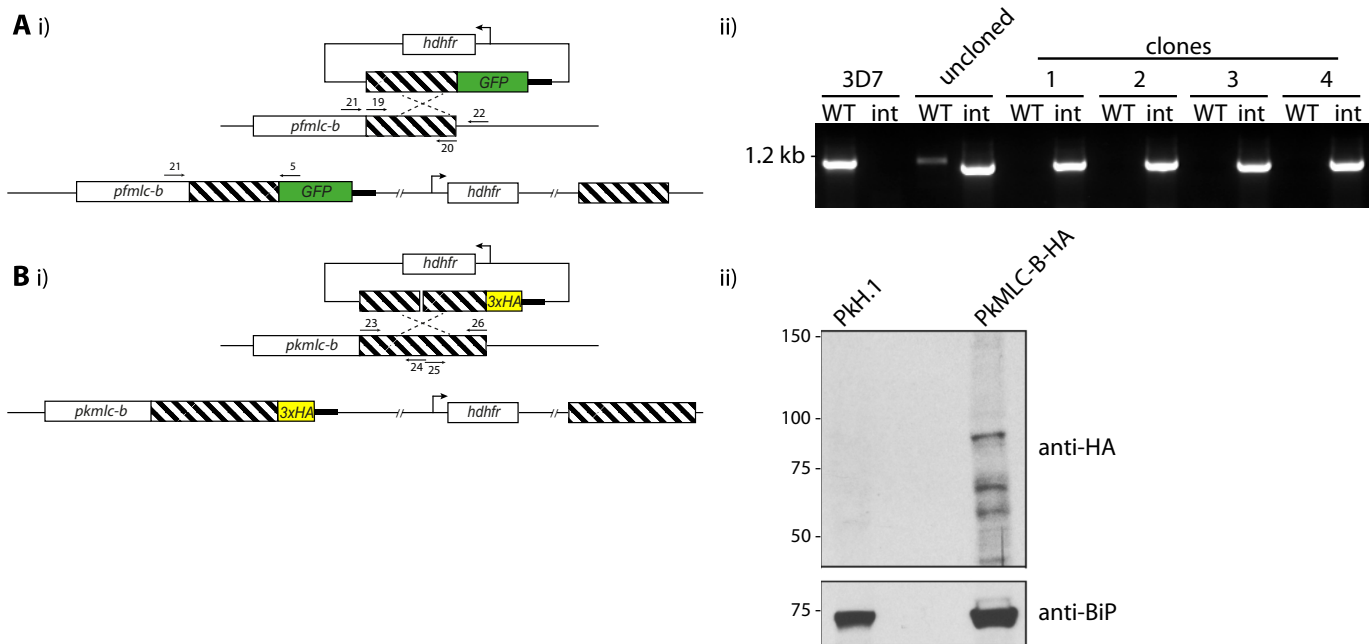 A i)
hdhfr
GFP
21 19
22
pfmlc-b
20
21 5
pfmlc-b GFP // hdhfr //
ii)
3D7 uncloned clones
1 2 3 4
WT int WT int WT int WT int WT int WT int
1.2 kb -
B i)
hdhfr
3xHA
23 26
pkmlc-b
24 25
pkmlc-b 3xHA // hdhfr //
ii)
PkH.1 PkMLC-B-HA
150 -
100 -
75 -
50 -
anti-HA
75 - anti-BiP